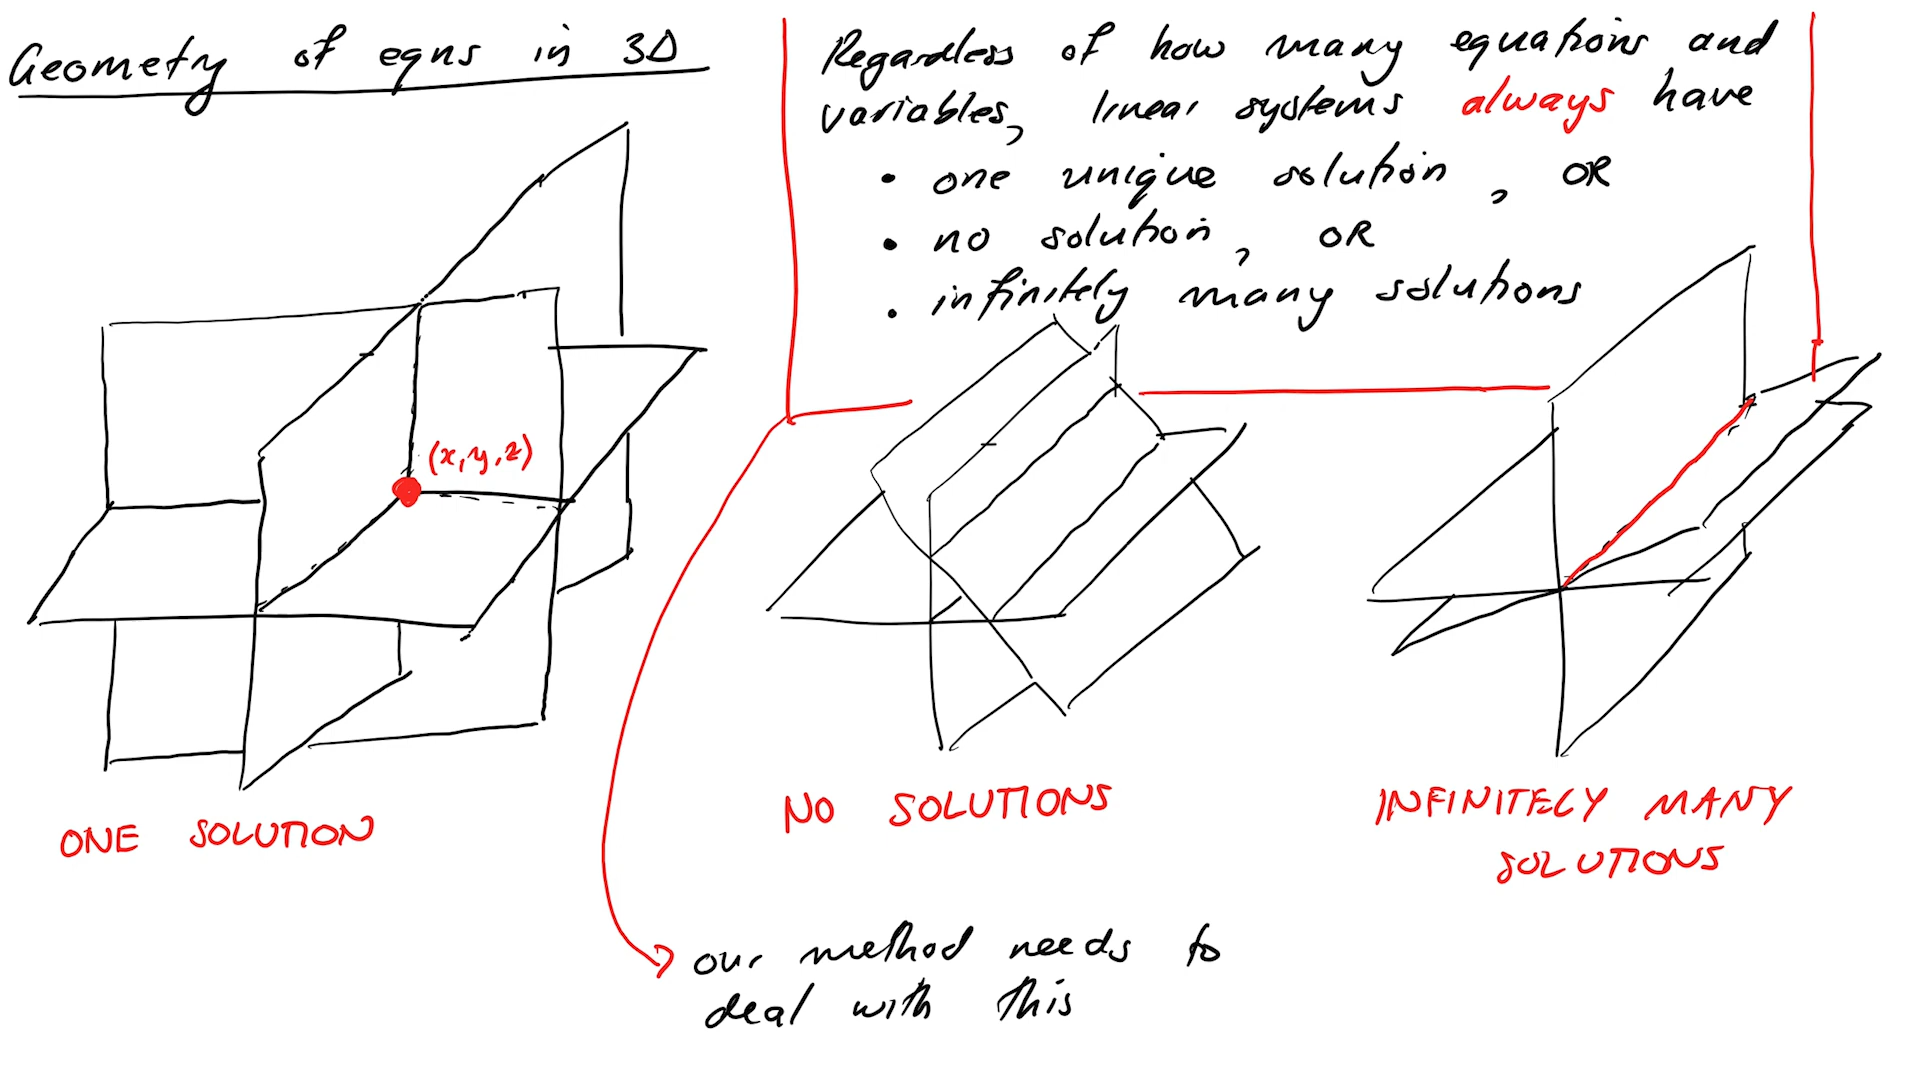 Geometry of eqns in 3D
Regardless of how many equations and
variables, linear systems always have
• one unique solution, OR
• no solution, OR
• infinitely many solutions
(x,y,z)
ONE SOLUTION
NO SOLUTIONS
INFINITELY MANY
SOLUTIONS
our method needs to
deal with this